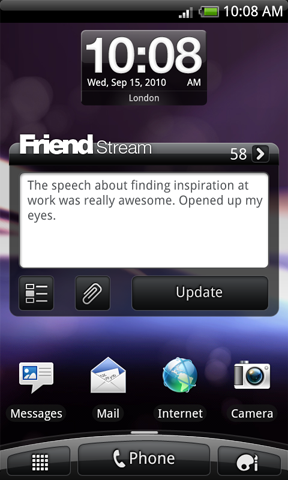 10:08 AM
10:08
Wed, Sep 15, 2010 AM
London
Friend Stream
58
The speech about finding inspiration at
work was really awesome. Opened up my
eyes.
Update
Messages Mail Internet Camera
Phone